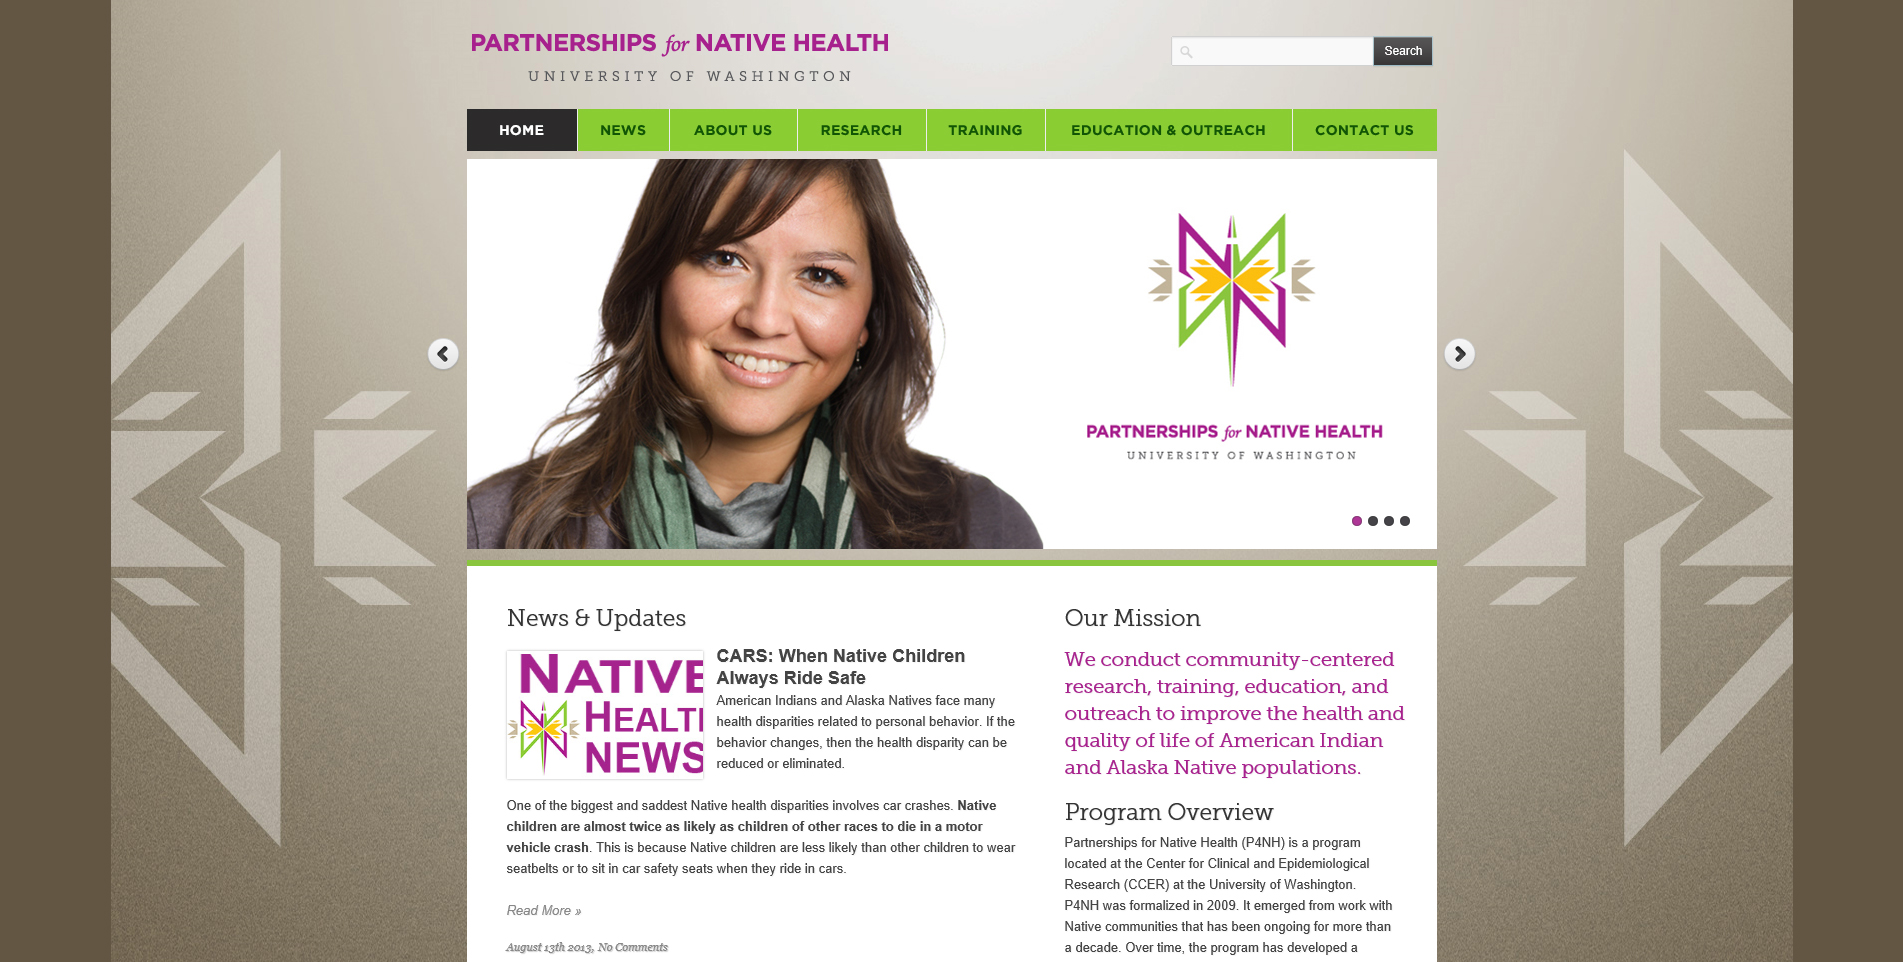 PARTNERSHIPS for NATIVE HEALTH
UNIVERSITY OF WASHINGTON
Search
HOME
NEWS
ABOUT US
RESEARCH
TRAINING
EDUCATION & OUTREACH
CONTACT US
PARTNERSHIPS for NATIVE HEALTH
UNIVERSITY OF WASHINGTON
News & Updates
NATIVE
HEALTH
NEWS
CARS: When Native Children
Always Ride Safe
American Indians and Alaska Natives face many
health disparities related to personal behavior. If the
behavior changes, then the health disparity can be
reduced or eliminated.
One of the biggest and saddest Native health disparities involves car crashes. Native
children are almost twice as likely as children of other races to die in a motor
vehicle crash. This is because Native children are less likely than other children to wear
seatbelts or to sit in car safety seats when they ride in cars.
Read More »
August 13th 2013, No Comments
Our Mission
We conduct community-centered
research, training, education, and
outreach to improve the health and
quality of life of American Indian
and Alaska Native populations.
Program Overview
Partnerships for Native Health (P4NH) is a program
located at the Center for Clinical and Epidemiological
Research (CCER) at the University of Washington.
P4NH was formalized in 2009. It emerged from work with
Native communities that has been ongoing for more than
a decade. Over time, the program has developed a